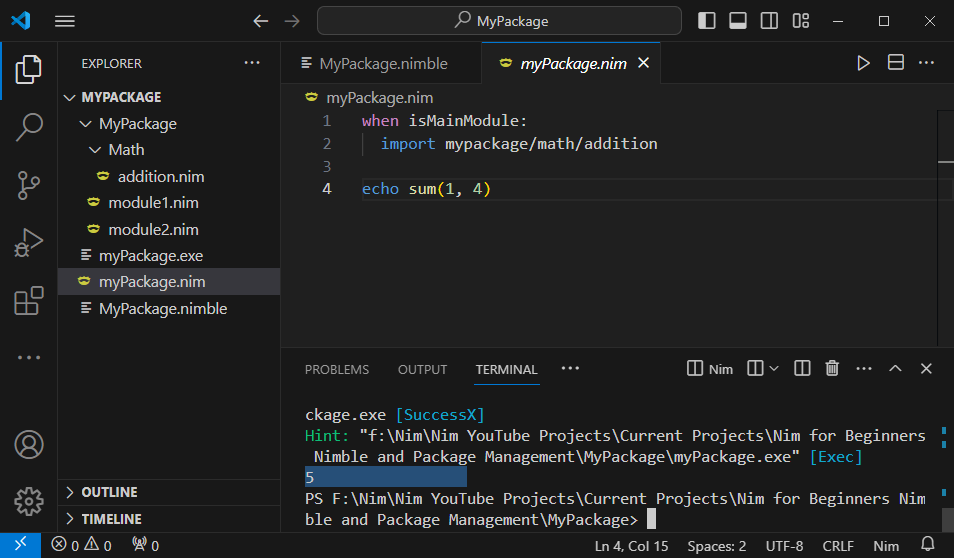 MyPackage
EXPLORER
MYPACKAGE
MyPackage
Math
addition.nim
module1.nim
module2.nim
myPackage.exe
myPackage.nim
MyPackage.nimble
OUTLINE
TIMELINE
MyPackage.nimble
myPackage.nim
myPackage.nim
1 when isMainModule:
2 import mypackage/math/addition
3
4 echo sum(1, 4)
PROBLEMS OUTPUT TERMINAL
Nim
ckage.exe [SuccessX]
Hint: "f:\Nim\Nim YouTube Projects\Current Projects\Nim for Beginners
Nimble and Package Management\MyPackage\myPackage.exe" [Exec]
5
PS F:\Nim\Nim YouTube Projects\Current Projects\Nim for Beginners Nim
ble and Package Management\MyPackage>
0 0 0 Ln 4, Col 15 Spaces: 2 UTF-8 CRLF Nim